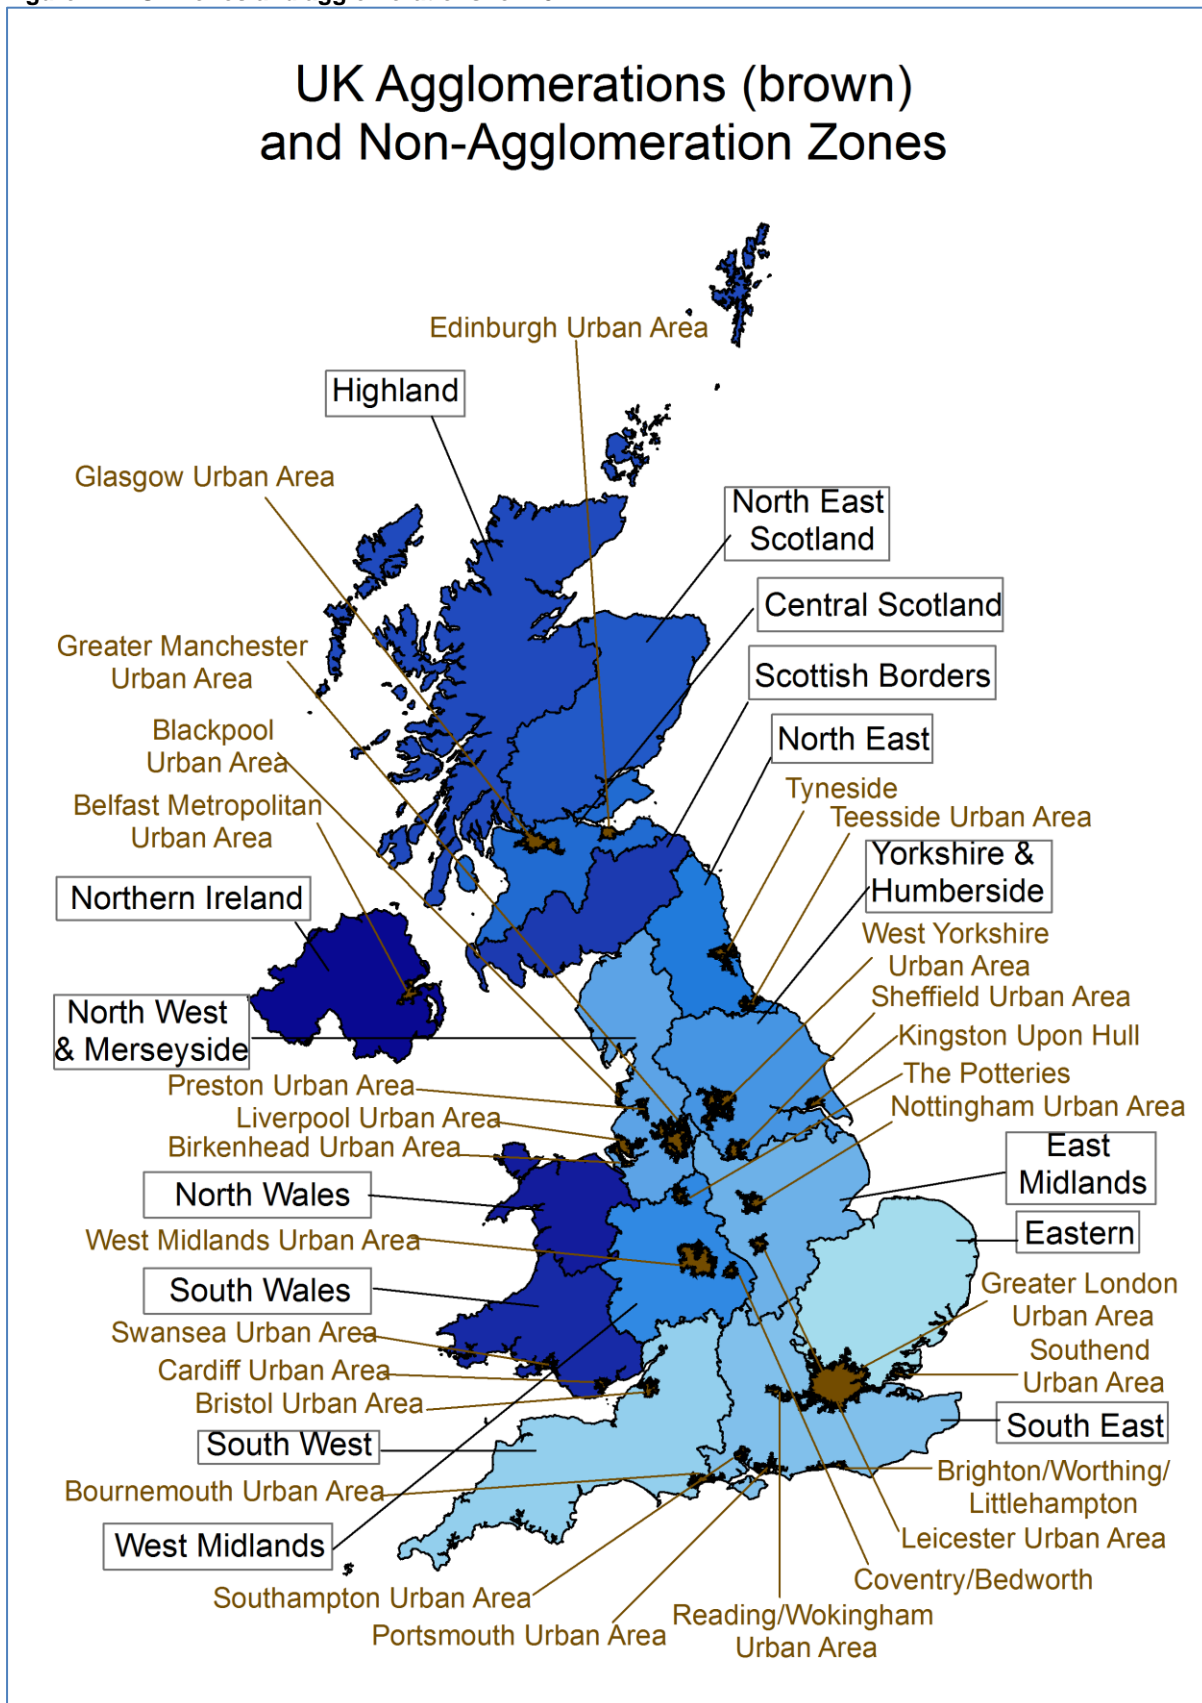 UK Agglomerations (brown)
and Non-Agglomeration Zones
Edinburgh Urban Area
Highland
Glasgow Urban Area
North East
Scotland
Central Scotland
Greater Manchester
Urban Area
Scottish Borders
Blackpool
Urban Area
North East
Belfast Metropolitan
Urban Area
Tyneside
Teesside Urban Area
Yorkshire &
Humberside
Northern Ireland
West Yorkshire
Urban Area
Sheffield Urban Area
North West
& Merseyside
Kingston Upon Hull
The Potteries
Preston Urban Area
Nottingham Urban Area
Liverpool Urban Area
Birkenhead Urban Area
East
Midlands
North Wales
Eastern
West Midlands Urban Area
South Wales
Greater London
Urban Area
Swansea Urban Area
Southend
Urban Area
Cardiff Urban Area
Bristol Urban Area
South East
South West
Brighton/Worthing/
Littlehampton
Bournemouth Urban Area
Leicester Urban Area
West Midlands
Coventry/Bedworth
Southampton Urban Area
Reading/Wokingham
Urban Area
Portsmouth Urban Area